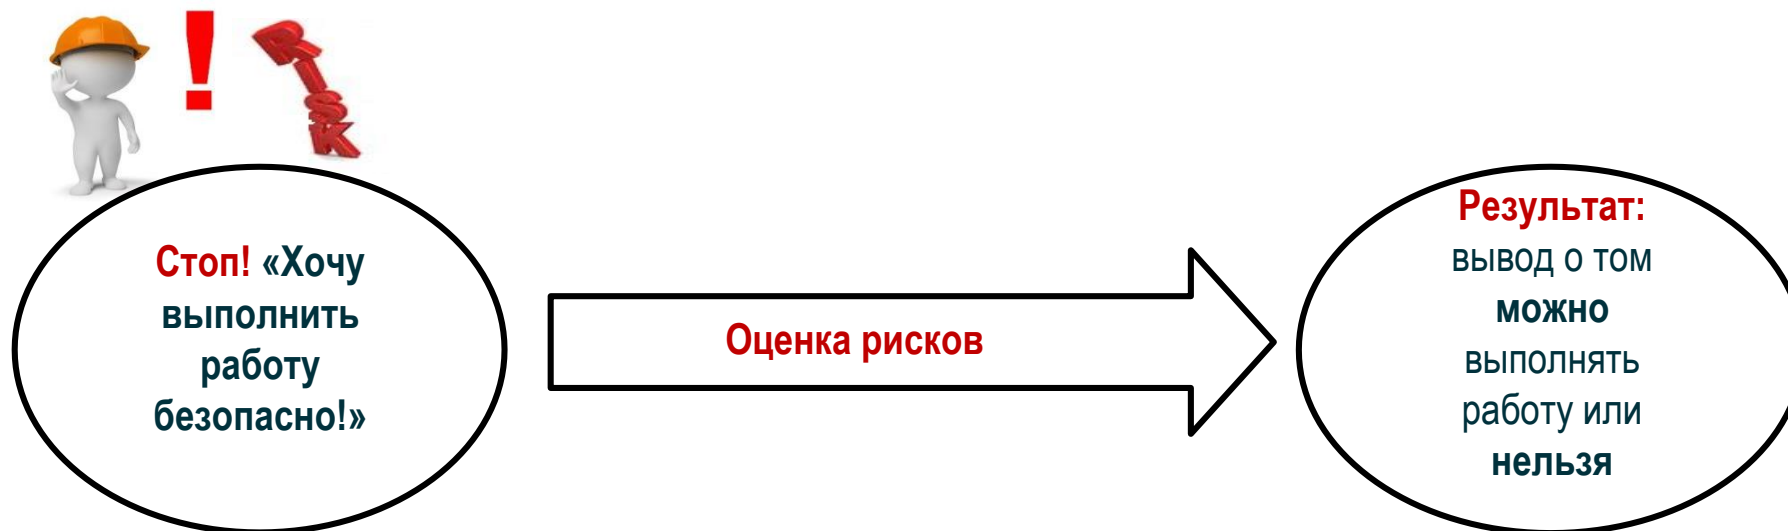 !
RISK
Стоп! «Хочу
выполнить
работу
безопасно!»
Оценка рисков
Результат:
вывод о том
можно
выполнять
работу или
нельзя